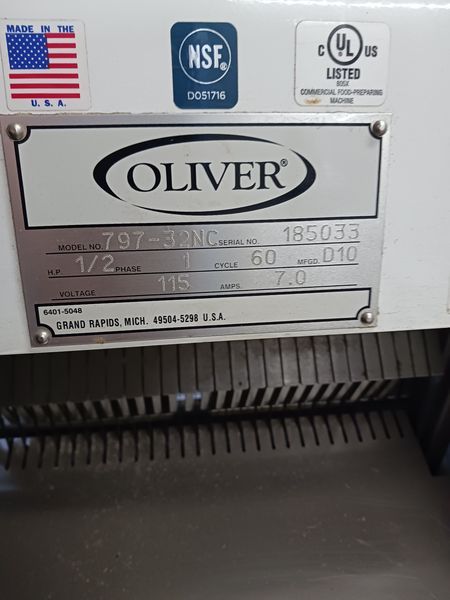 MADE IN THE
U.S.A.
NSF®
DO51716
C UL® US
LISTED
805X
COMMERCIAL FOOD-PREPARING
MACHINE
OLIVER®
MODEL NO. 797-32NC SERIAL NO. 185033
H.P. 1/2 PHASE 1 CYCLE 60 MFGD. D10
VOLTAGE 115 AMPS. 7.0
6401-5048
GRAND RAPIDS, MICH. 49504-5298 U.S.A.